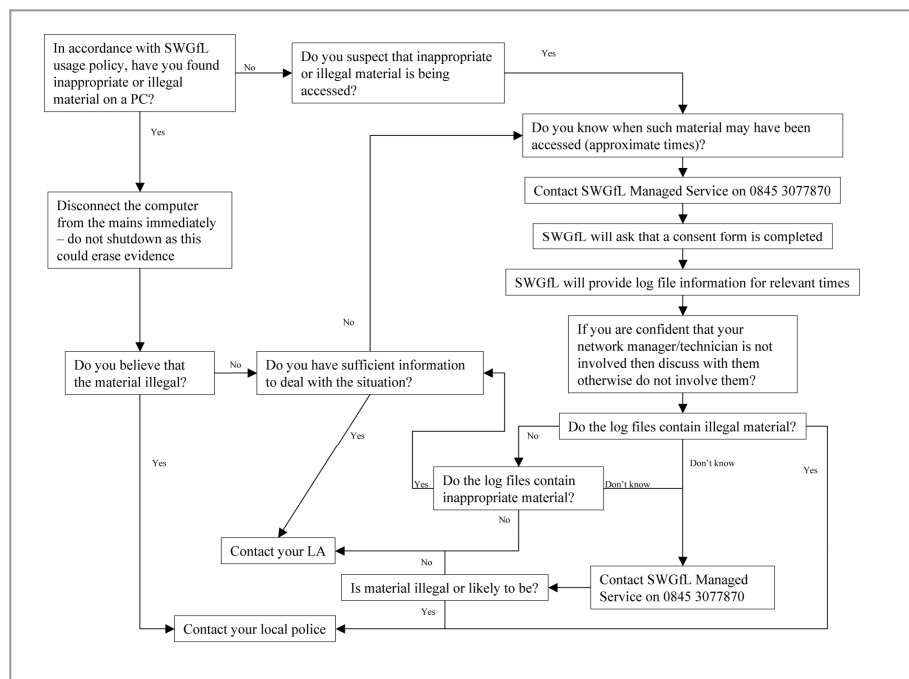 In accordance with SWGfL
usage policy, have you found
inappropriate or illegal
material on a PC?
No
Do you suspect that inappropriate
or illegal material is being
accessed?
Yes
Yes
Do you know when such material may have been
accessed (approximate times)?
Contact SWGfL Managed Service on 0845 3077870
Disconnect the computer
from the mains immediately
– do not shutdown as this
could erase evidence
SWGfL will ask that a consent form is completed
SWGfL will provide log file information for relevant times
No
If you are confident that your
network manager/technician is not
involved then discuss with them
otherwise do not involve them?
Do you believe that
the material illegal?
No
Do you have sufficient information
to deal with the situation?
Do the log files contain illegal material?
Yes
Yes
No
Don't know
Yes
Yes
Do the log files contain
inappropriate material?
Don't know
No
Contact your LA
No
Is material illegal or likely to be?
Contact SWGfL Managed
Service on 0845 3077870
Yes
Contact your local police